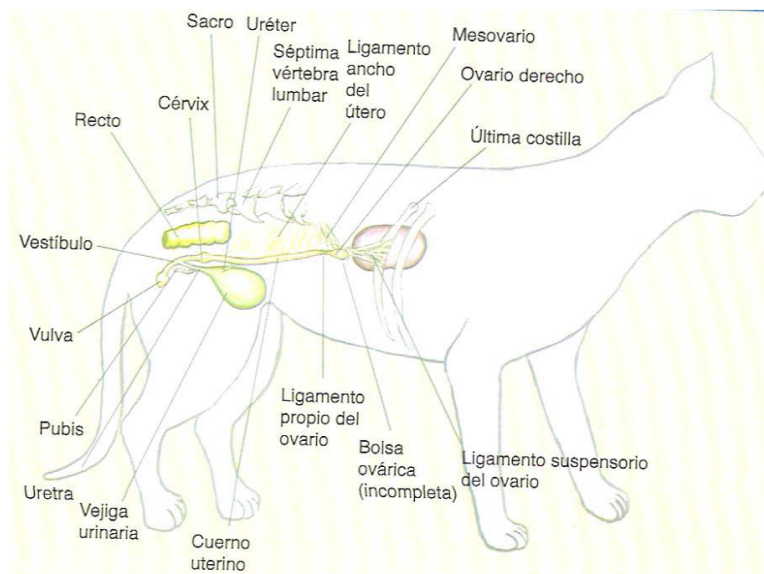 Sacro
Uréter
Séptima
vértebra
lumbar
Ligamento
ancho
del
útero
Mesovario
Ovario derecho
Última costilla
Cérvix
Recto
Vestíbulo
Vulva
Pubis
Uretra
Vejiga
urinaria
Cuerno
uterino
Ligamento
propio del
ovario
Bolsa
ovárica
(incompleta)
Ligamento suspensorio
del ovario